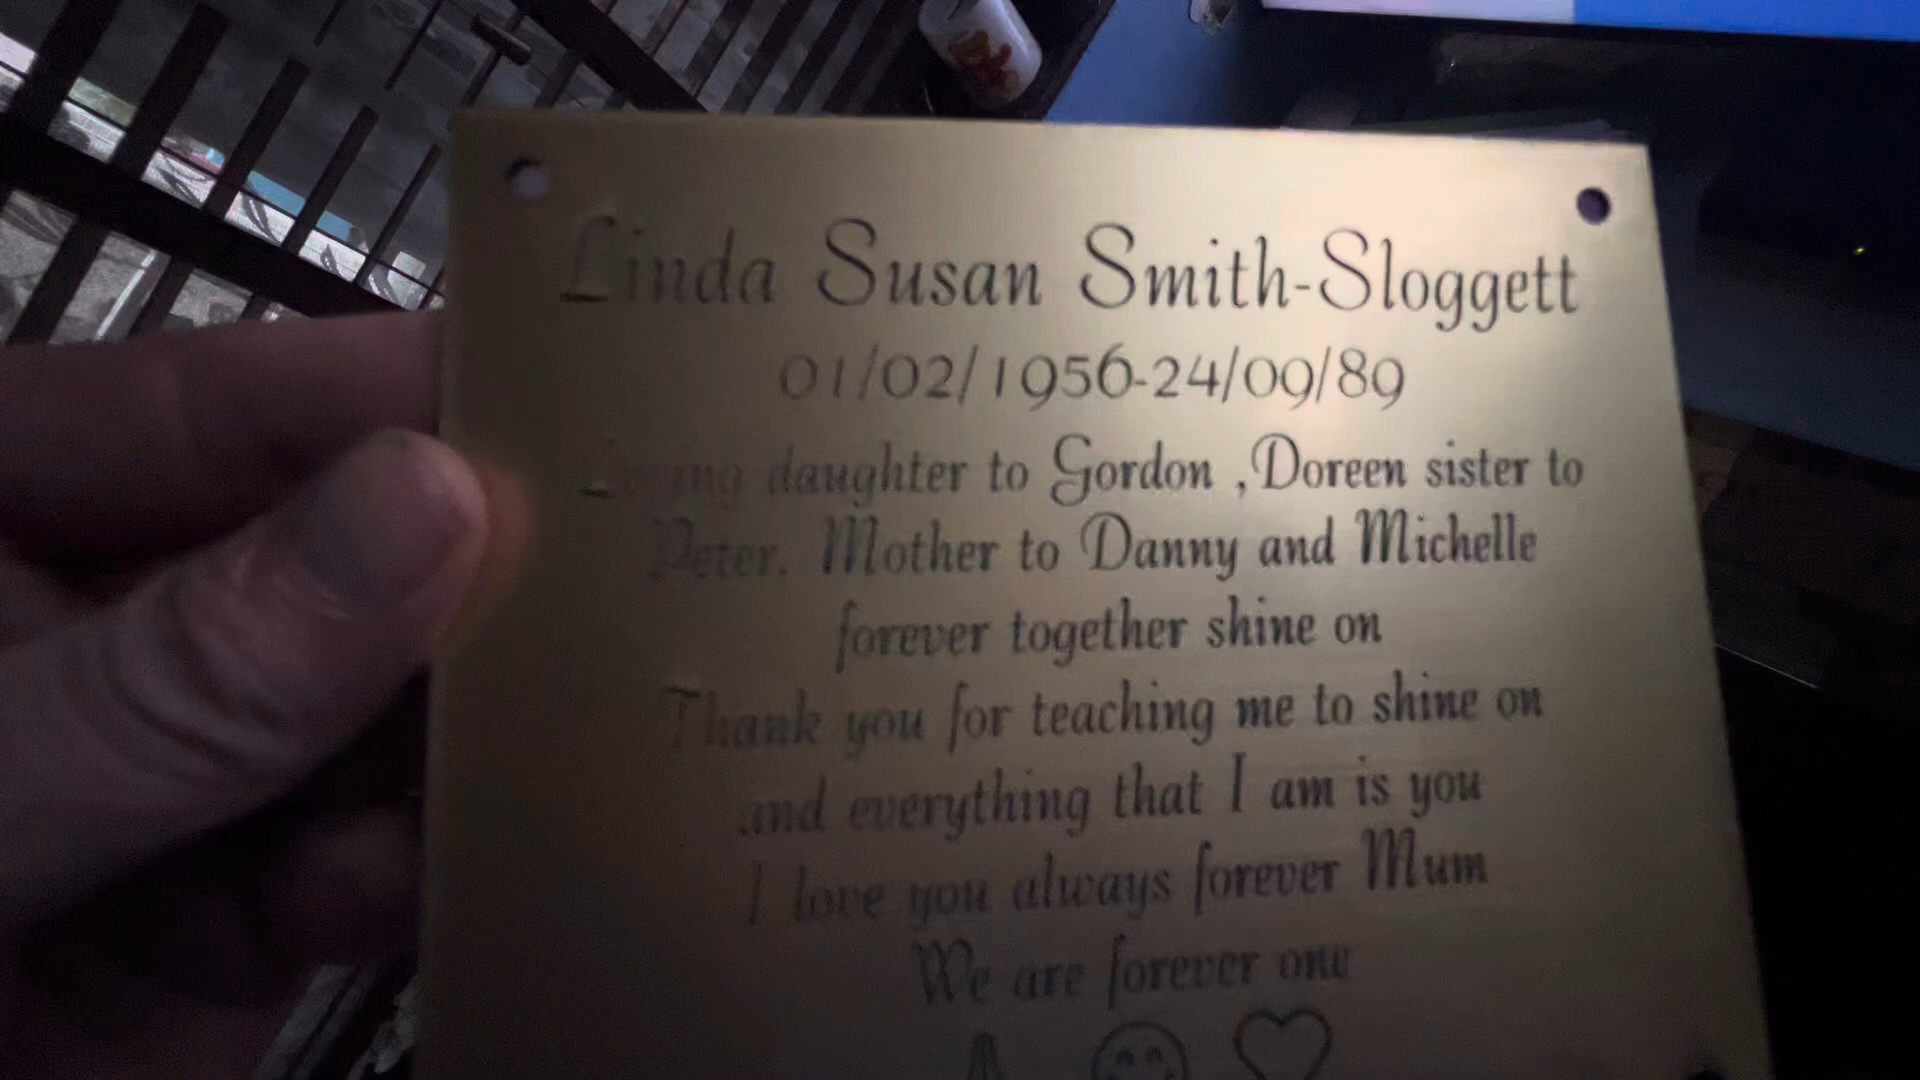 Linda Susan Smith-Sloggett
01/02/1956-24/09/89
Loving daughter to Gordon ,Doreen sister to
Peter. Mother to Danny and Michelle
forever together shine on
Thank you for teaching me to shine on
and everything that I am is you
I love you always forever Mum
We are forever one